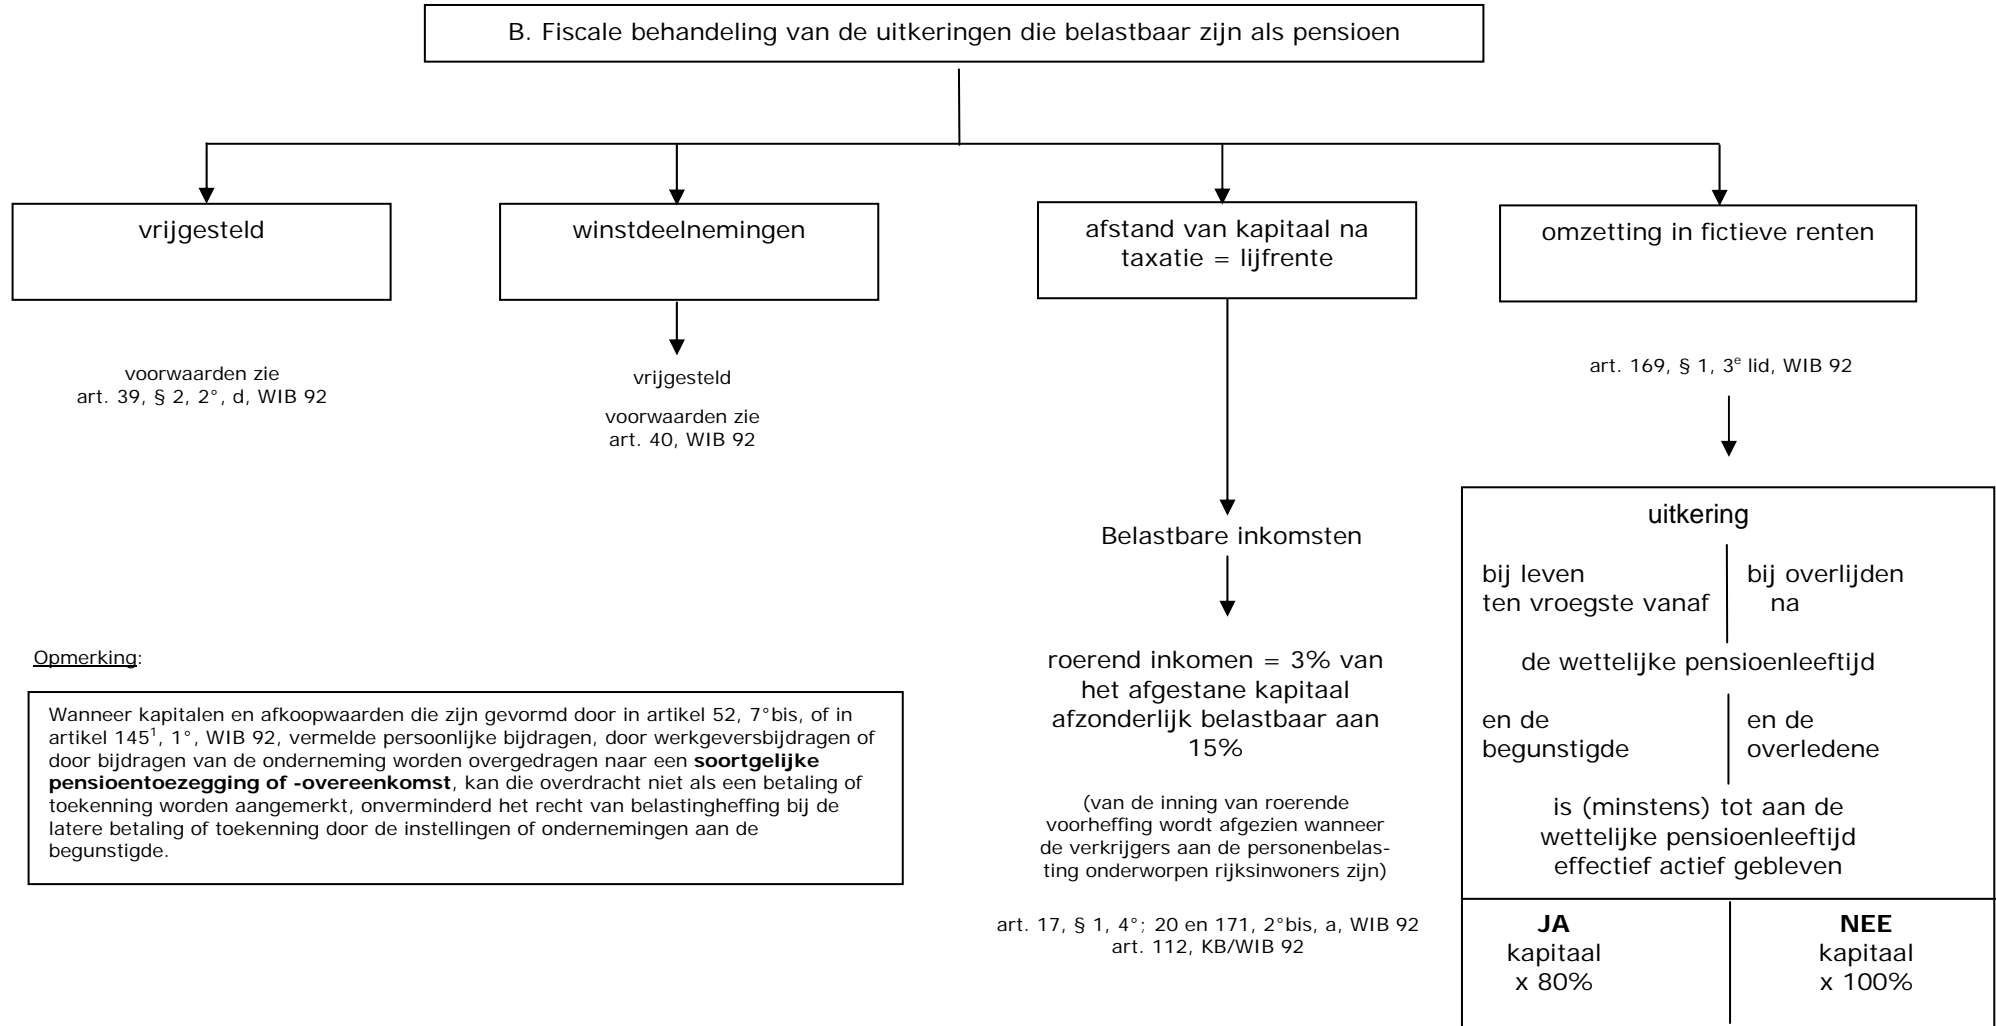 B. Fiscale behandeling van de uitkeringen die belastbaar zijn als pensioen
vrijgesteld
voorwaarden zie
art. 39, § 2, 2°, d, WIB 92
winstdeelnemingen
vrijgesteld
voorwaarden zie
art. 40, WIB 92
afstand van kapitaal na
taxatie = lijfrente
Belastbare inkomsten
roerend inkomen = 3% van
het afgestane kapitaal
afzonderlijk belastbaar aan
15%
(van de inning van roerende
voorheffing wordt afgezien wanneer
de verkrijgers aan de personenbelas-
ting onderworpen rijksinwoners zijn)
art. 17, § 1, 4°; 20 en 171, 2°bis, a, WIB 92
art. 112, KB/WIB 92
omzetting in fictieve renten
art. 169, § 1, 3e lid, WIB 92
uitkering
bij leven
ten vroegste vanaf
bij overlijden
na
de wettelijke pensioenleeftijd
en de
begunstigde
en de
overledene
is (minstens) tot aan de
wettelijke pensioenleeftijd
effectief actief gebleven
JA
kapitaal
x 80%
NEE
kapitaal
x 100%
Opmerking:
Wanneer kapitalen en afkoopwaarden die zijn gevormd door in artikel 52, 7°bis, of in
artikel 145¹, 1°, WIB 92, vermelde persoonlijke bijdragen, door werkgeversbijdragen of
door bijdragen van de onderneming worden overgedragen naar een soortgelijke
pensioentoezegging of -overeenkomst, kan die overdracht niet als een betaling of
toekenning worden aangemerkt, onverminderd het recht van belastingheffing bij de
latere betaling of toekenning door de instellingen of ondernemingen aan de
begunstigde.